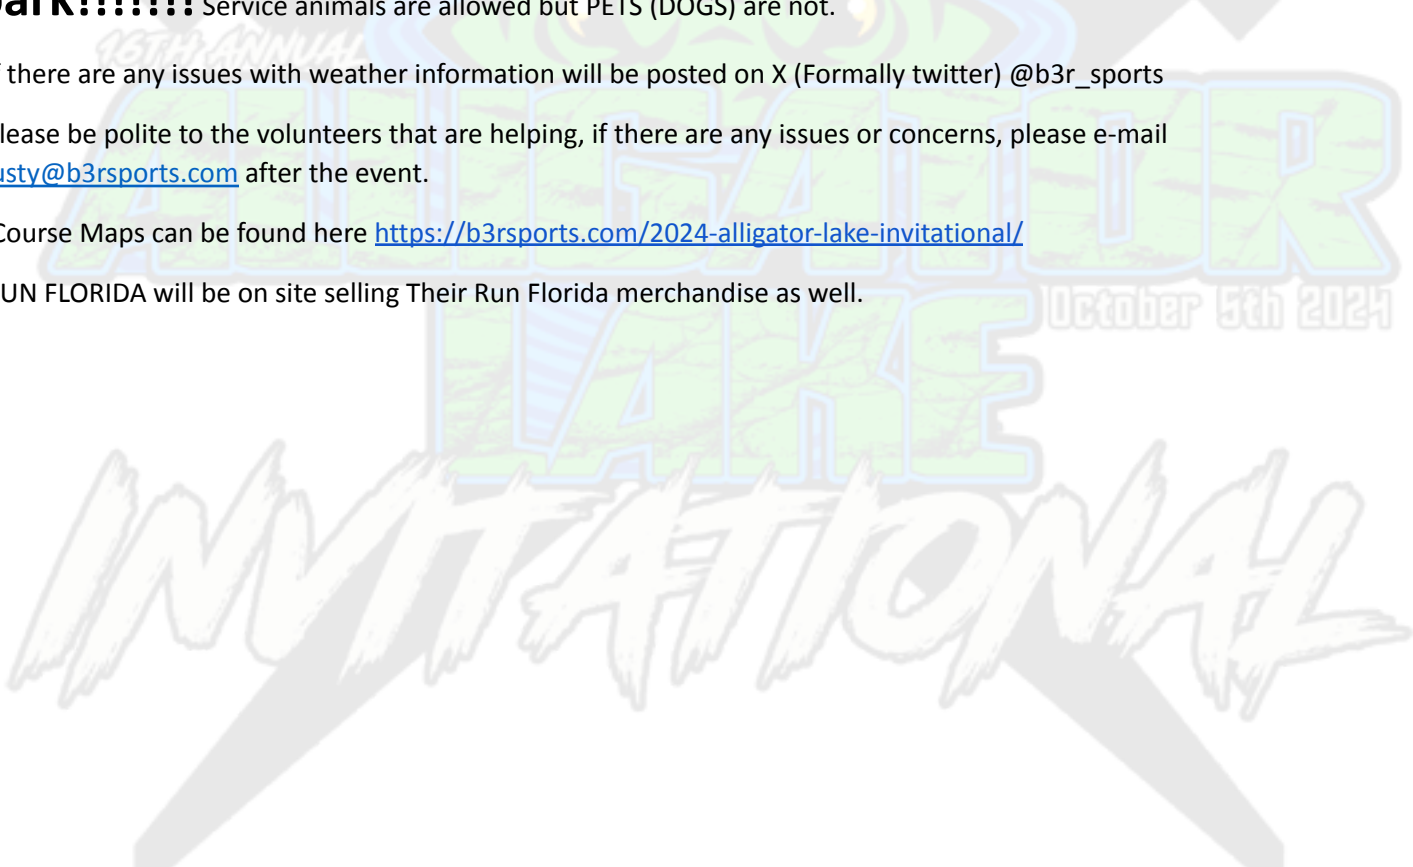 park!!!!!!! Service animals are allowed but PETS (DOGS) are not.
16TH ANNUAL
f there are any issues with weather information will be posted on X (Formally twitter) @b3r_sports
lease be polite to the volunteers that are helping, if there are any issues or concerns, please e-mail
usty@b3rsports.com after the event.
Course Maps can be found here https://b3rsports.com/2024-alligator-lake-invitational/
UN FLORIDA will be on site selling Their Run Florida merchandise as well.
ALLIGATOR
October 5th 2024
LAKE
INVITATIONAL